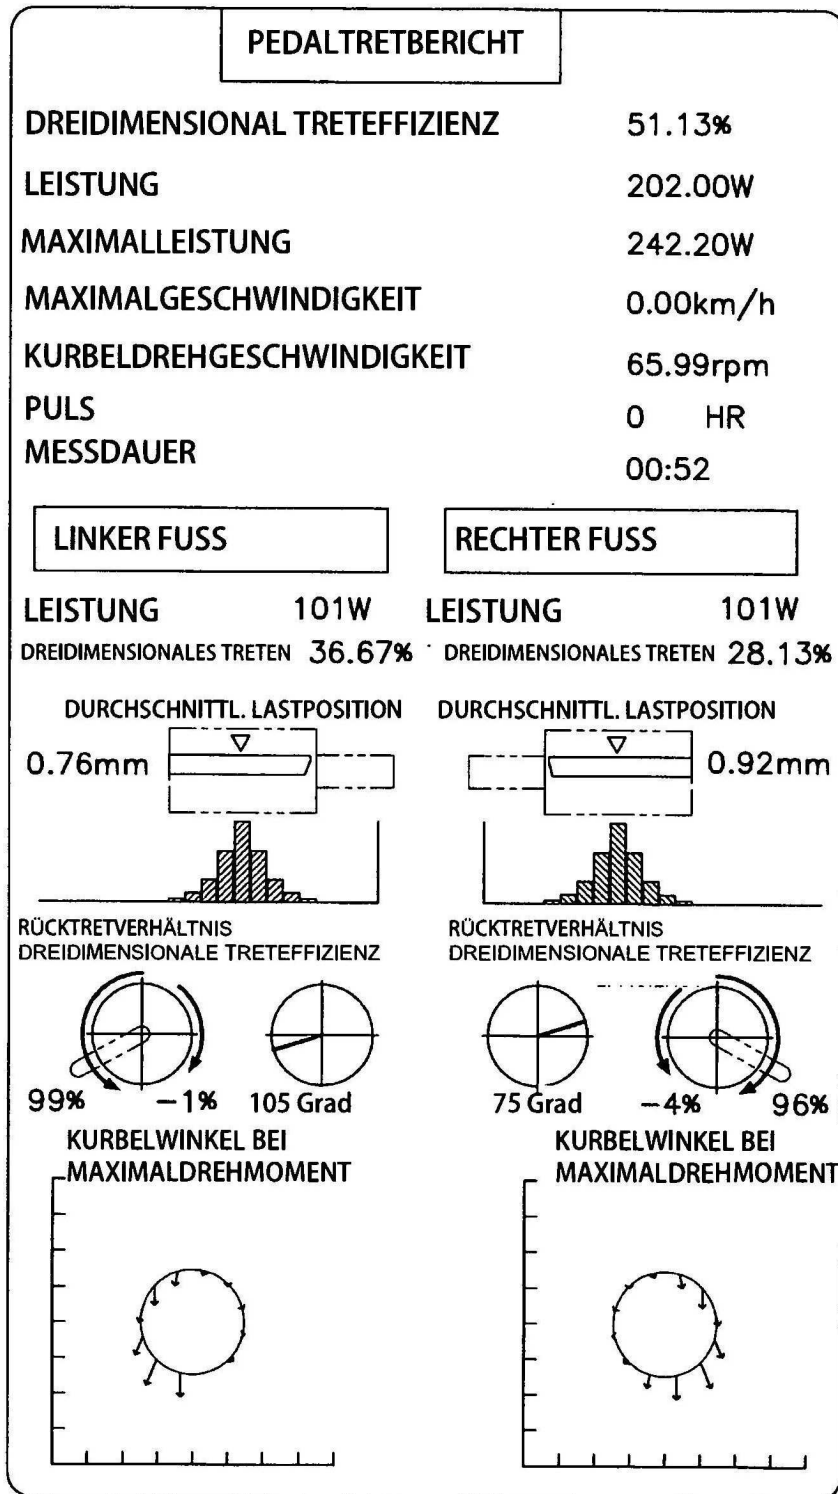 PEDALTRETBERICHT
DREIDIMENSIONAL TRETEFFIZIENZ 51.13%
LEISTUNG 202.00W
MAXIMALLEISTUNG 242.20W
MAXIMALGESCHWINDIGKEIT 0.00km/h
KURBELDREHGESCHWINDIGKEIT 65.99rpm
PULS 0 HR
MESSDAUER 00:52
LINKER FUSS RECHTER FUSS
LEISTUNG 101W LEISTUNG 101W
DREIDIMENSIONALES TRETEN 36.67% DREIDIMENSIONALES TRETEN 28.13%
DURCHSCHNITTL. LASTPOSITION DURCHSCHNITTL. LASTPOSITION
0.76mm 0.92mm
RÜCKTRETVERHÄLTNIS RÜCKTRETVERHÄLTNIS
DREIDIMENSIONALE TRETEFFIZIENZ DREIDIMENSIONALE TRETEFFIZIENZ
99% −1% 105 Grad 75 Grad −4% 96%
KURBELWINKEL BEI KURBELWINKEL BEI
MAXIMALDREHMOMENT MAXIMALDREHMOMENT